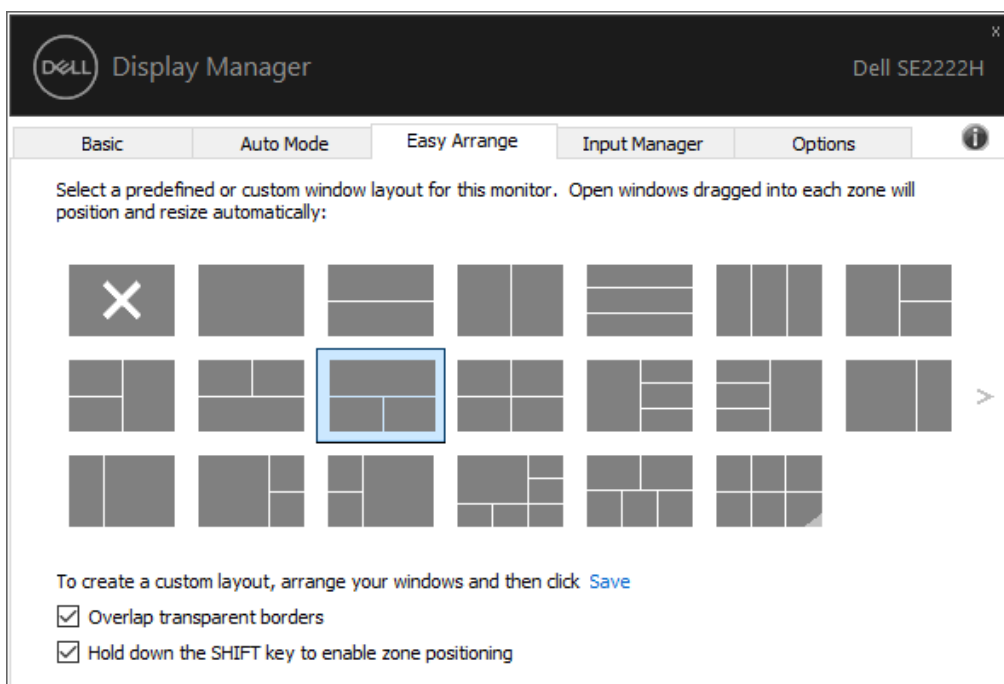 x
DELL Display Manager
Dell SE2222H
Basic Auto Mode Easy Arrange Input Manager Options
Select a predefined or custom window layout for this monitor. Open windows dragged into each zone will
position and resize automatically:
To create a custom layout, arrange your windows and then click Save
Overlap transparent borders
Hold down the SHIFT key to enable zone positioning